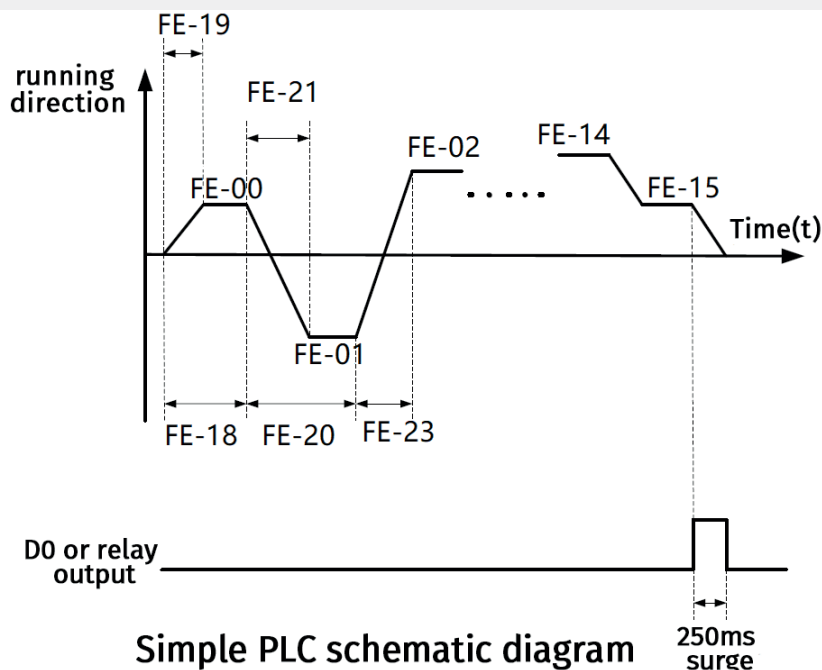 FE-19
running
direction
FE-21
FE-14
FE-02
FE-00
FE-15
Time(t)
FE-01
FE-18
FE-20
FE-23
D0 or relay
output
250ms
surge
Simple PLC schematic diagram